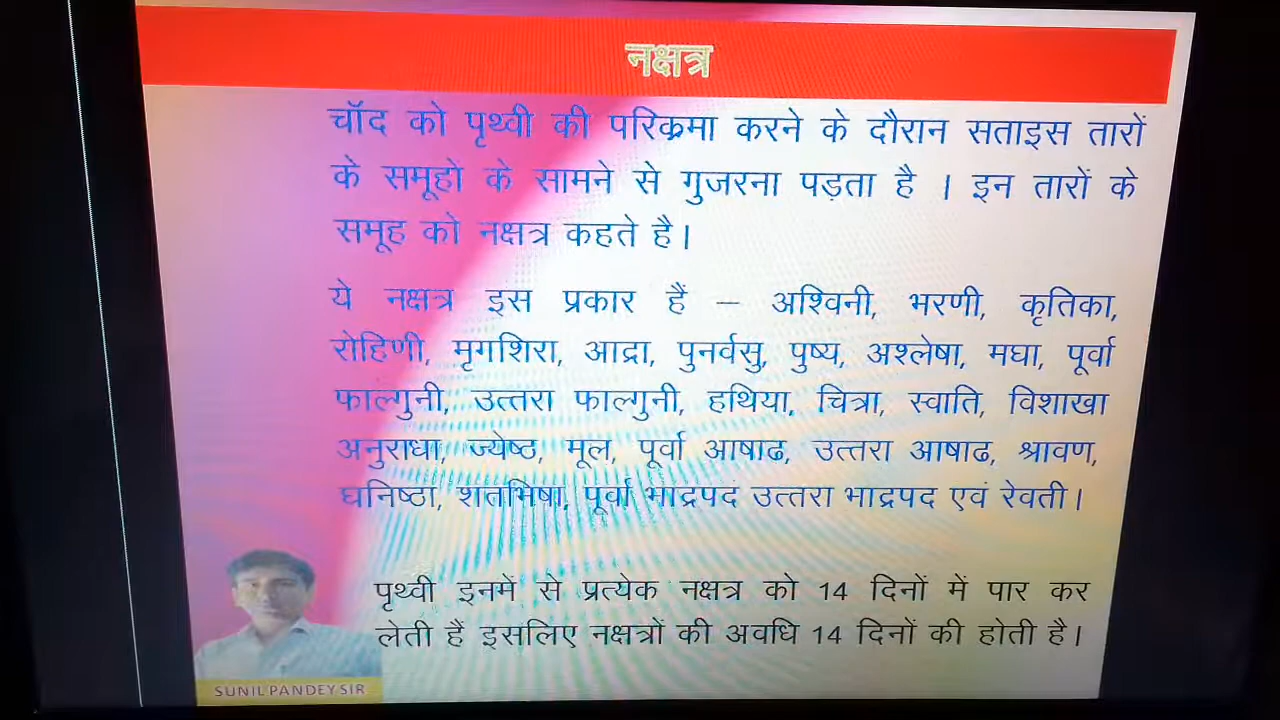 नक्षत्र
चॉद को पृथ्वी की परिक्रमा करने के दौरान सताइस तारों
के समूहो के सामने से गुजरना पड़ता है । इन तारों के
समूह को नक्षत्र कहते है।
ये नक्षत्र इस प्रकार हैं – अश्विनी, भरणी, कृतिका,
रोहिणी, मृगशिरा, आद्रा, पुनर्वसु, पुष्य, अश्लेषा, मघा, पूर्वा
फाल्गुनी, उत्तरा फाल्गुनी, हथिया, चित्रा, स्वाति, विशाखा
अनुराधा, ज्येष्ठ, मूल, पूर्वा आषाढ, उत्तरा आषाढ, श्रावण,
घनिष्ठा, शतभिषा, पूर्वा भाद्रपद उत्तरा भाद्रपद एवं रेवती।
पृथ्वी इनमें से प्रत्येक नक्षत्र को 14 दिनों में पार कर
लेती हैं इसलिए नक्षत्रों की अवधि 14 दिनों की होती है।
SUNIL PANDEY SIR